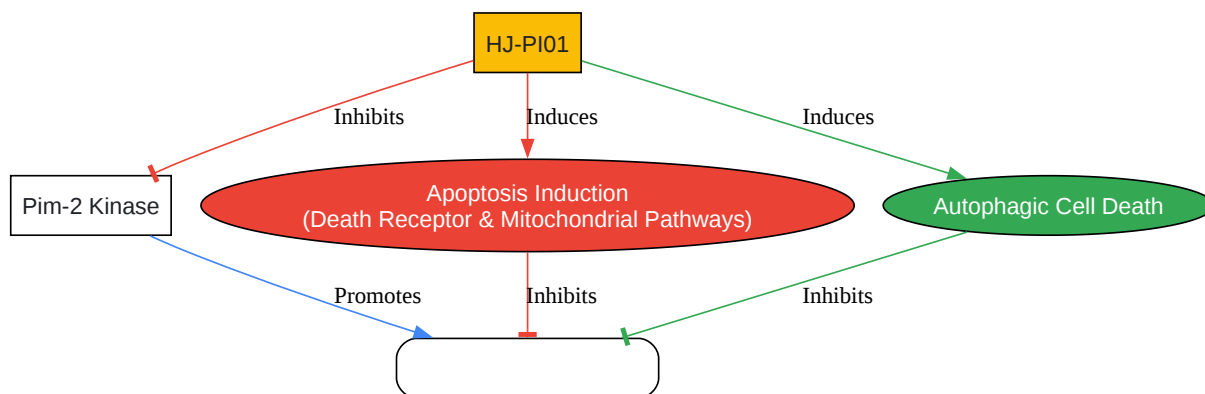 HJ-PI01
Inhibits
Induces
Induces
Pim-2 Kinase
Apoptosis Induction
(Death Receptor & Mitochondrial Pathways)
Autophagic Cell Death
Promotes
Inhibits
Inhibits